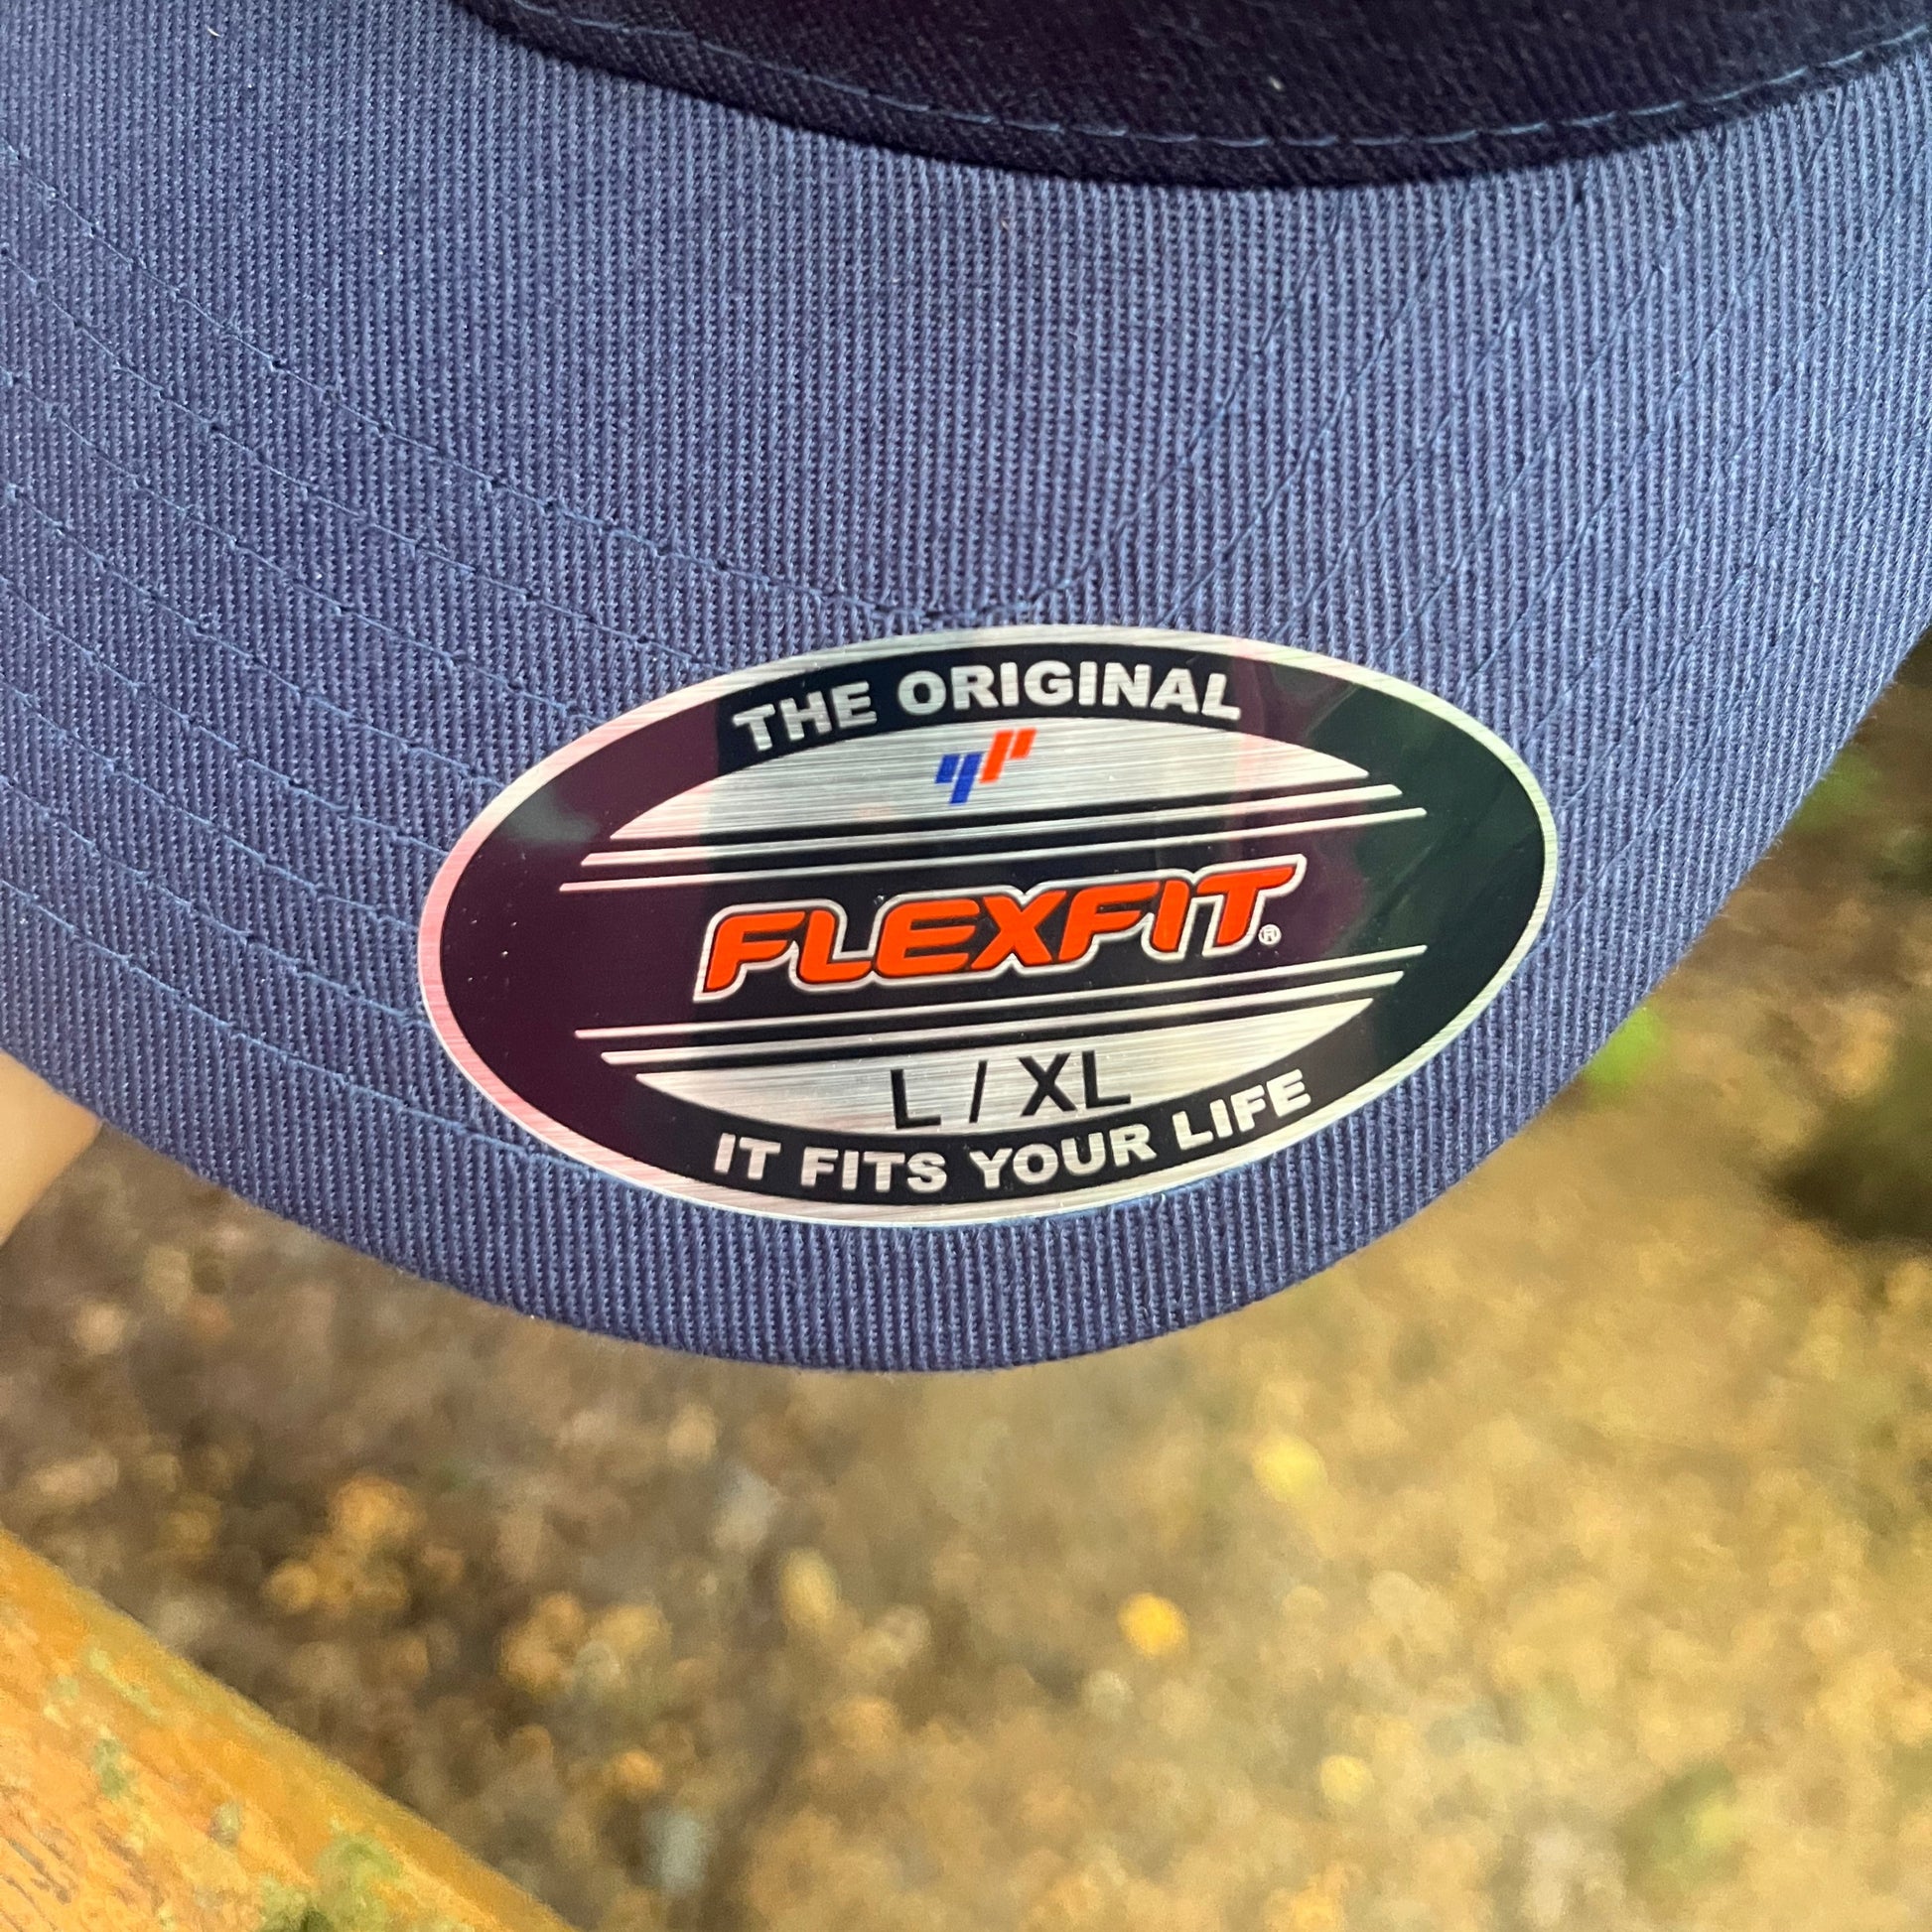 THE ORIGINAL
FLEXFIT®
L / XL
IT FITS YOUR LIFE